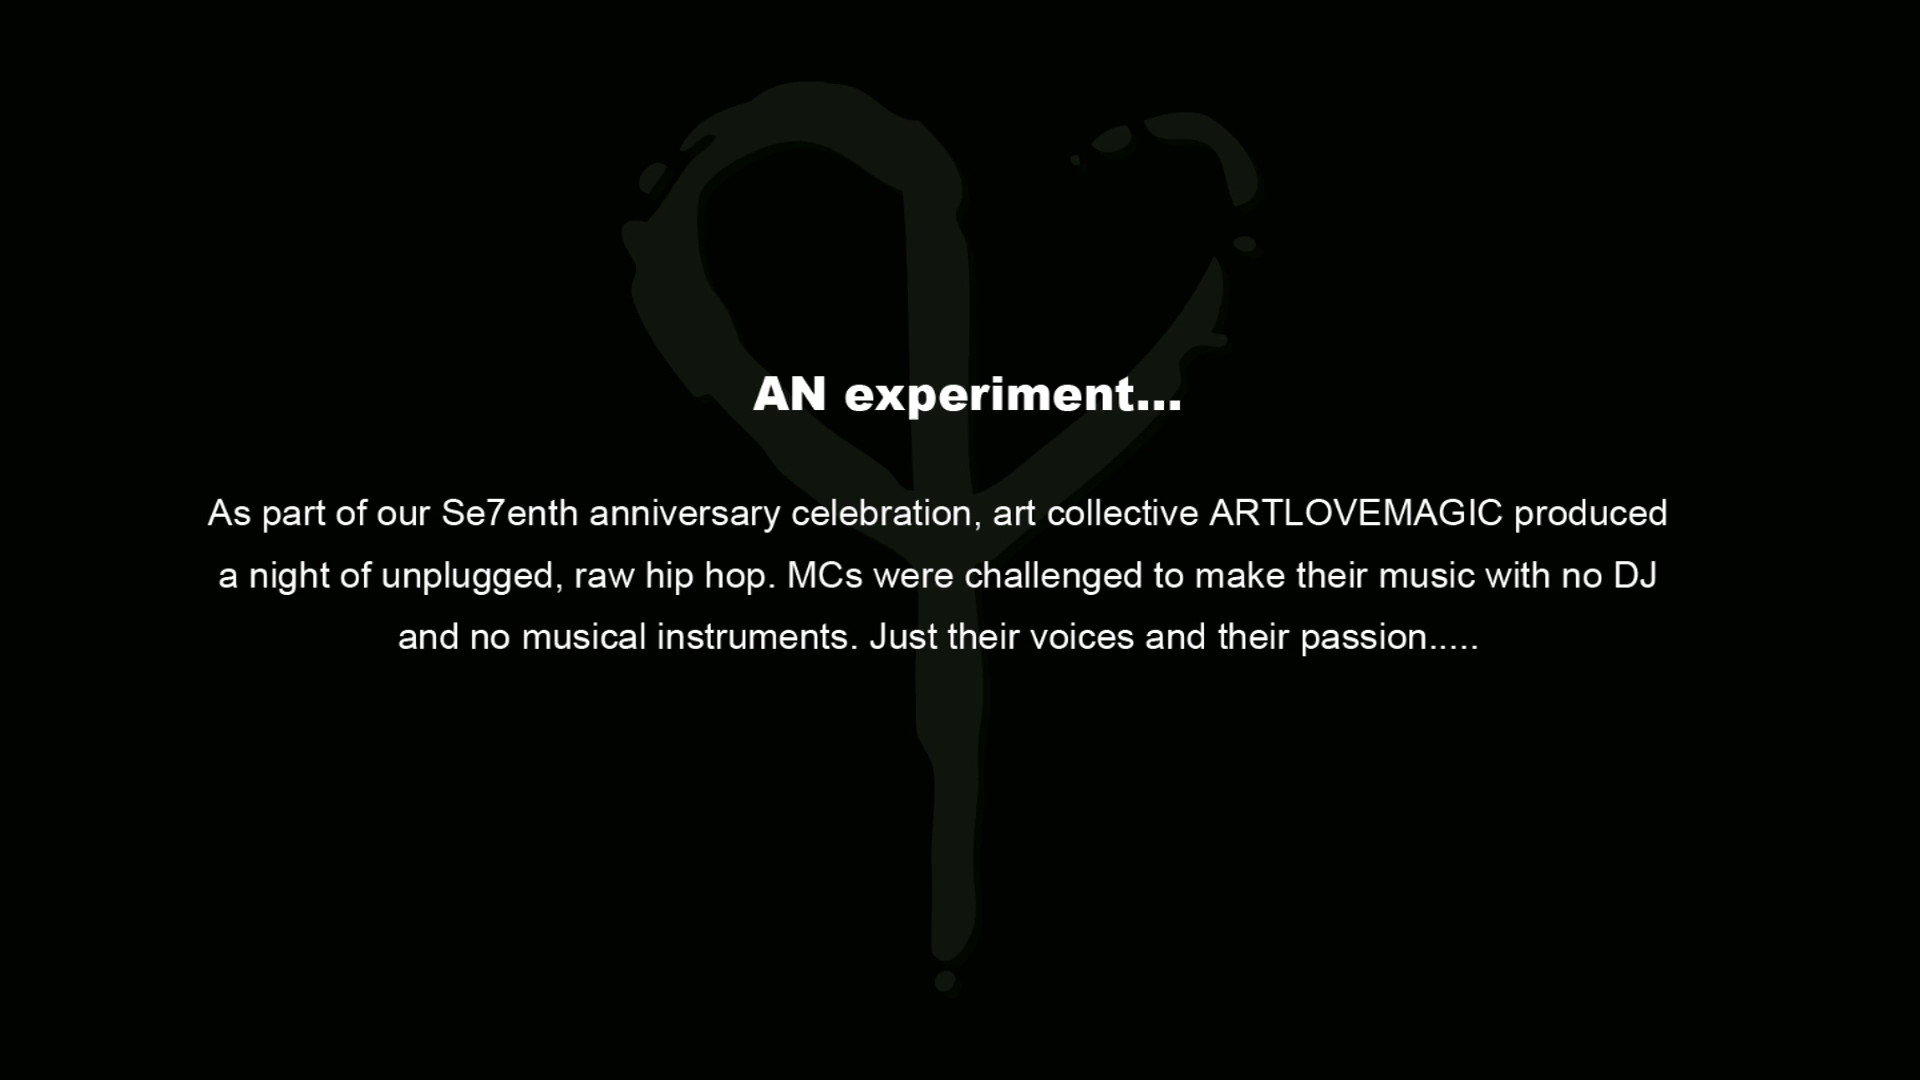 AN experiment...
As part of our Se7enth anniversary celebration, art collective ARTLOVEMAGIC produced
a night of unplugged, raw hip hop. MCs were challenged to make their music with no DJ
and no musical instruments. Just their voices and their passion.....